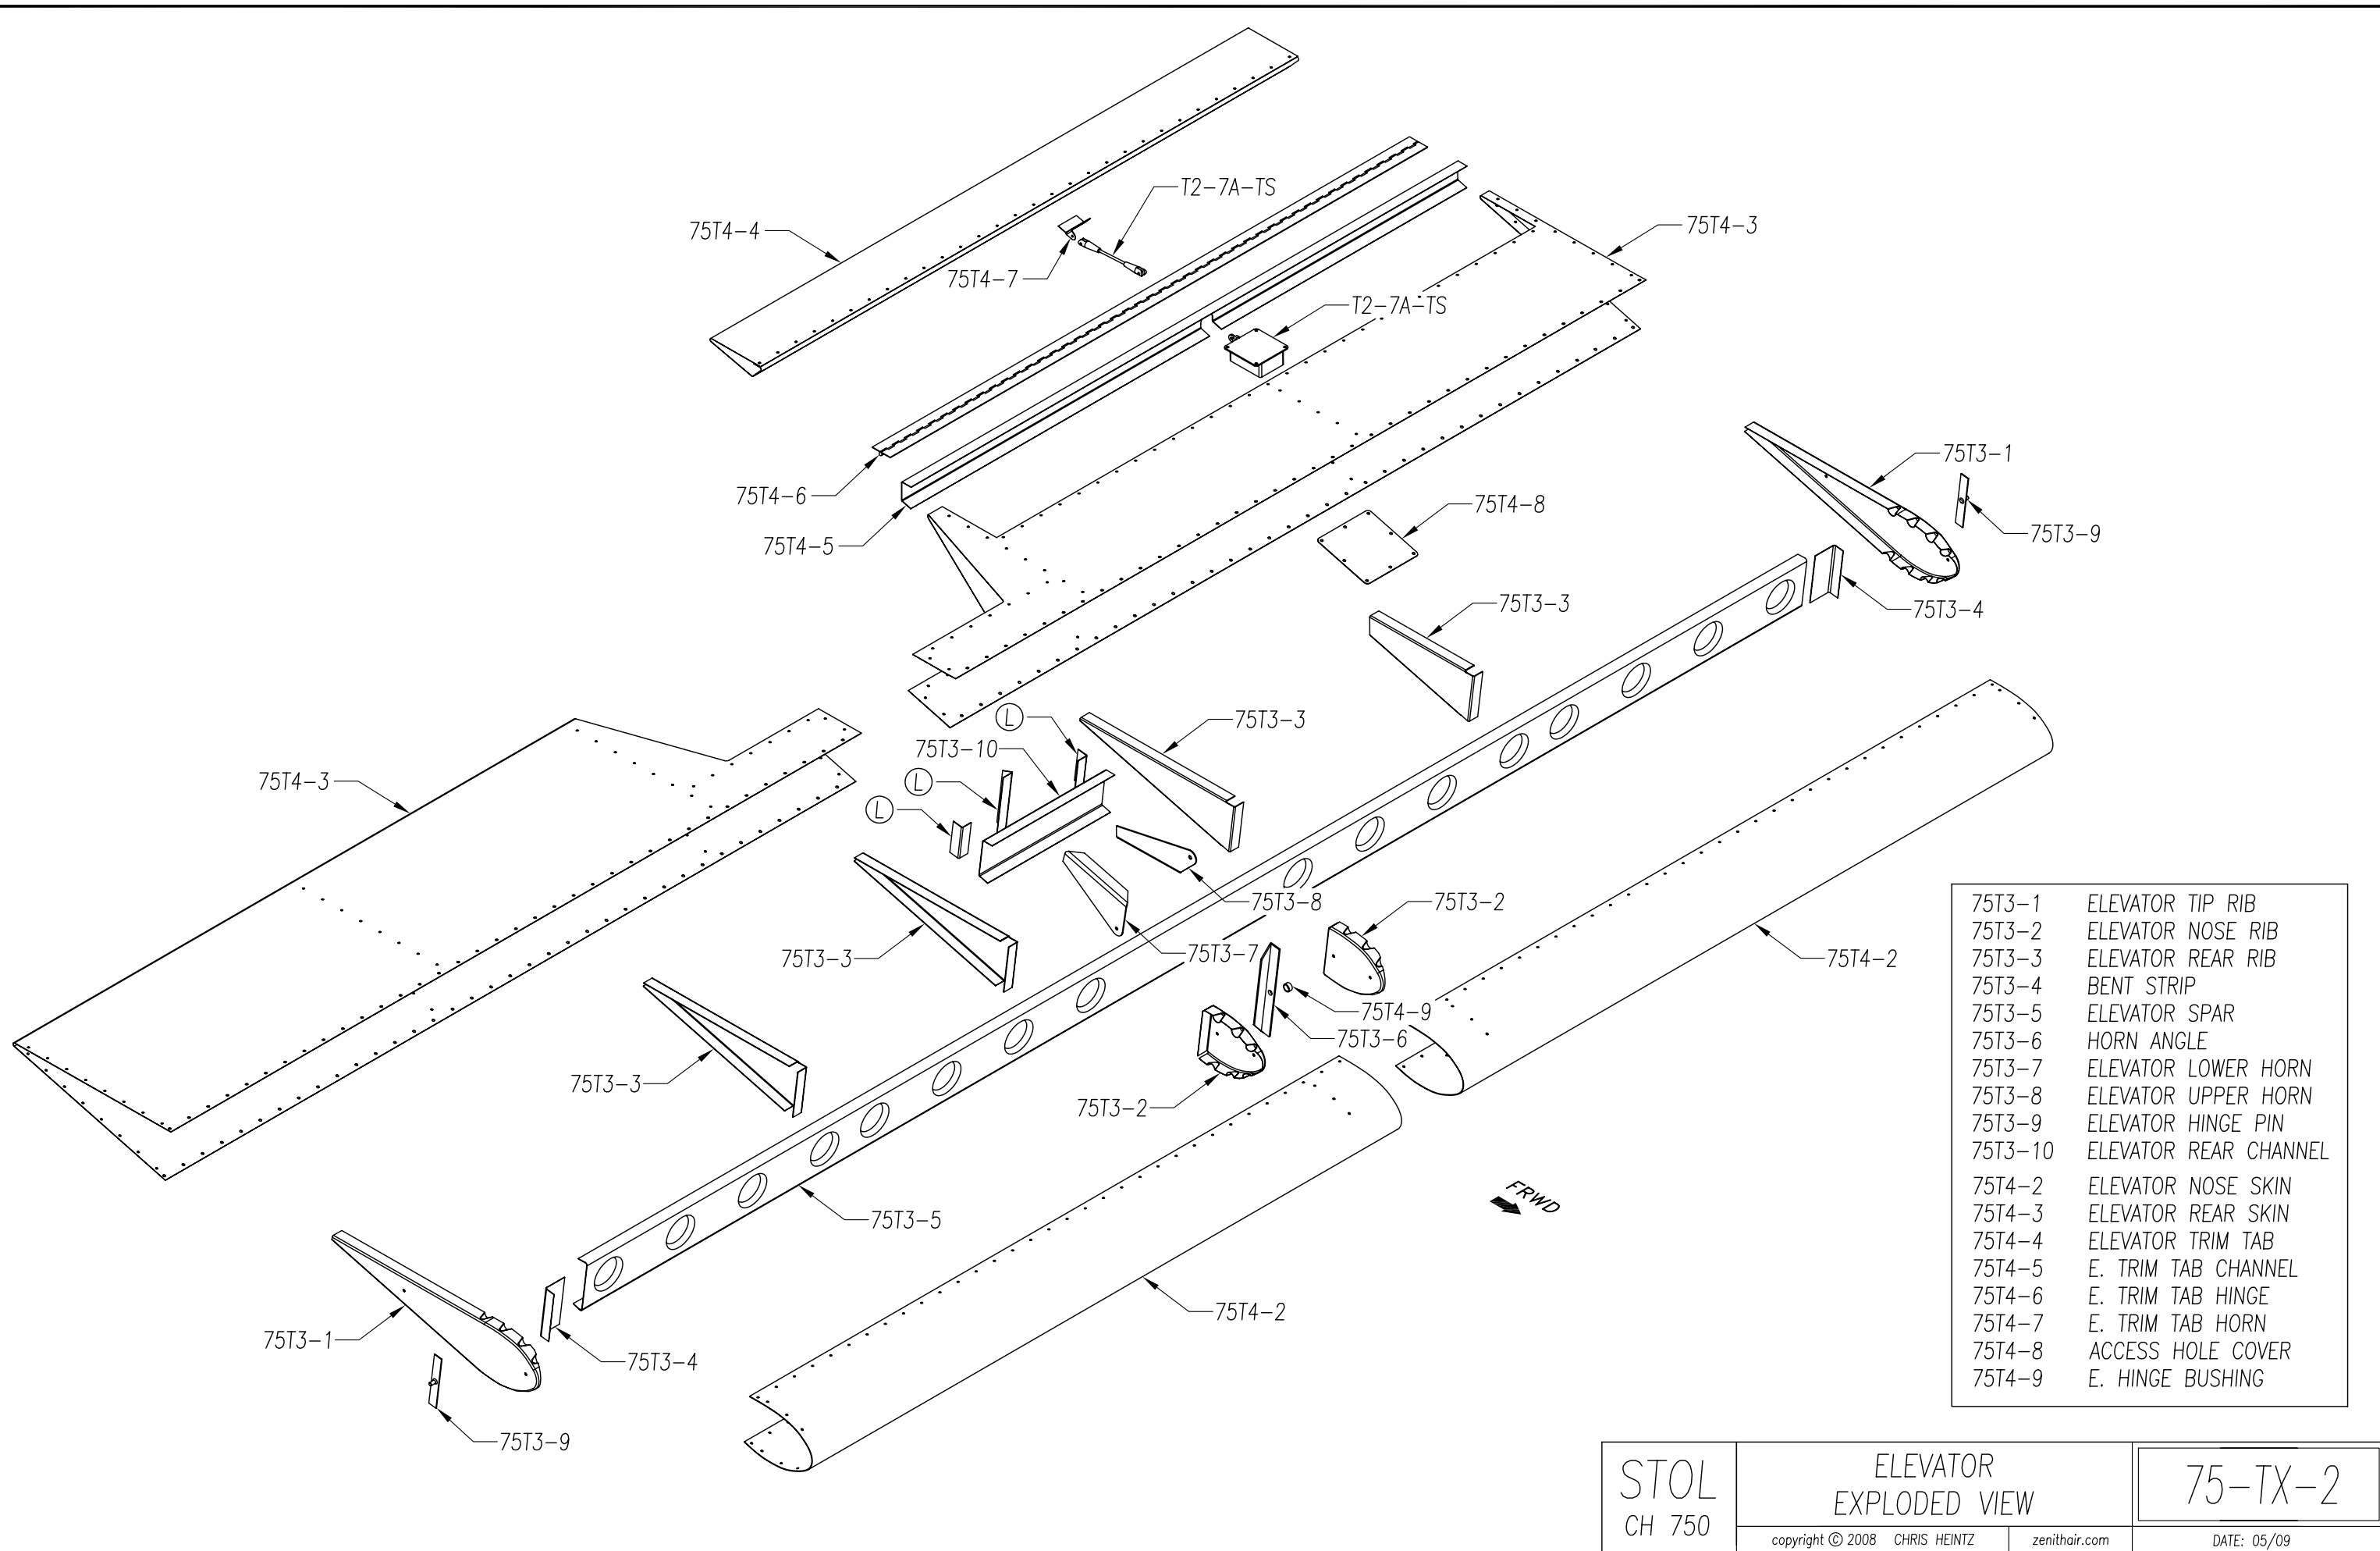 T2-7A-TS
75T4-4
75T4-3
75T4-7
T2-7A-TS
75T3-1
75T4-6
75T4-8
75T3-9
75T4-5
75T3-3
75T3-4
L
75T3-3
75T3-10
75T4-3
L
L
75T3-8
75T3-2
75T3-7
75T3-3
75T4-2
75T4-9
75T3-6
75T3-3
75T3-2
FRWD
75T3-5
75T4-2
75T3-1
75T3-4
75T3-9
75T3-1 ELEVATOR TIP RIB
75T3-2 ELEVATOR NOSE RIB
75T3-3 ELEVATOR REAR RIB
75T3-4 BENT STRIP
75T3-5 ELEVATOR SPAR
75T3-6 HORN ANGLE
75T3-7 ELEVATOR LOWER HORN
75T3-8 ELEVATOR UPPER HORN
75T3-9 ELEVATOR HINGE PIN
75T3-10 ELEVATOR REAR CHANNEL
75T4-2 ELEVATOR NOSE SKIN
75T4-3 ELEVATOR REAR SKIN
75T4-4 ELEVATOR TRIM TAB
75T4-5 E. TRIM TAB CHANNEL
75T4-6 E. TRIM TAB HINGE
75T4-7 E. TRIM TAB HORN
75T4-8 ACCESS HOLE COVER
75T4-9 E. HINGE BUSHING
STOL
CH 750
ELEVATOR
EXPLODED VIEW
75-TX-2
copyright © 2008 CHRIS HEINTZ
zenithair.com
DATE: 05/09